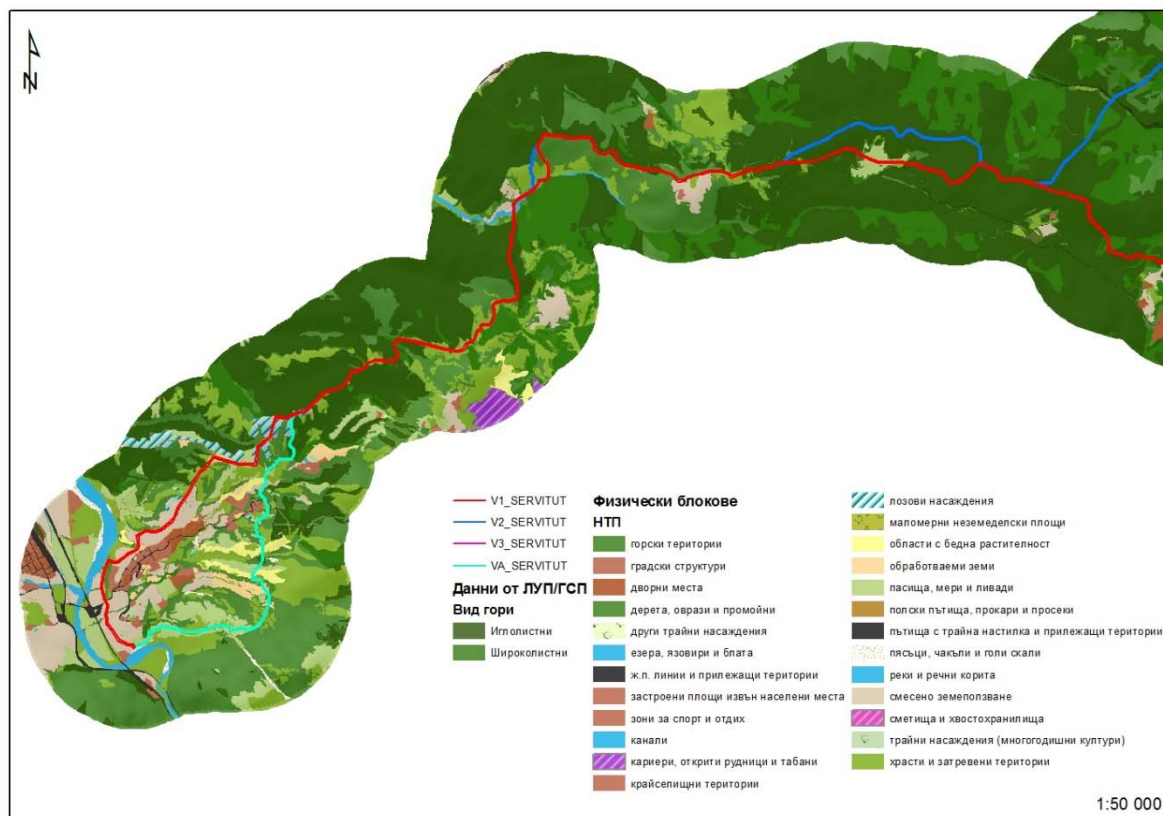 N
V1_SERVITUT
V2_SERVITUT
V3_SERVITUT
VA_SERVITUT
Данни от ЛУП/ГСП
Вид гори
Иглолистни
Широколистни
Физически блокове
НТП
горски територии
градски структури
дворни места
дерета, оврази и промойни
други трайни насаждения
езера, язовири и блата
ж.п. линии и прилежащи територии
застроени площи извън населени места
зони за спорт и отдих
канали
кариери, открити рудници и табани
крайселищни територии
лозови насаждения
маломерни неземеделски площи
области с бедна растителност
обработваеми земи
пасища, мери и ливади
полски пътища, прокари и просеки
пътища с трайна настилка и прилежащи територии
пясъци, чакъли и голи скали
реки и речни корита
смесено земеползване
сметища и хвостохранилища
трайни насаждения (многогодишни култури)
храсти и затревени територии
1:50 000